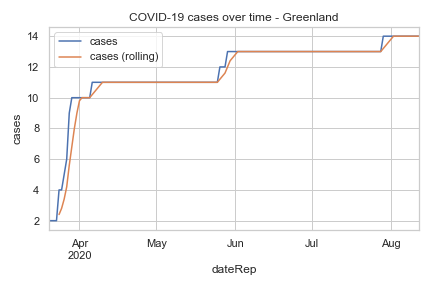 COVID-19 cases over time - Greenland
cases
cases (rolling)
14
12
10
8
6
4
2
cases
Apr
2020
May
Jun
Jul
Aug
dateRep